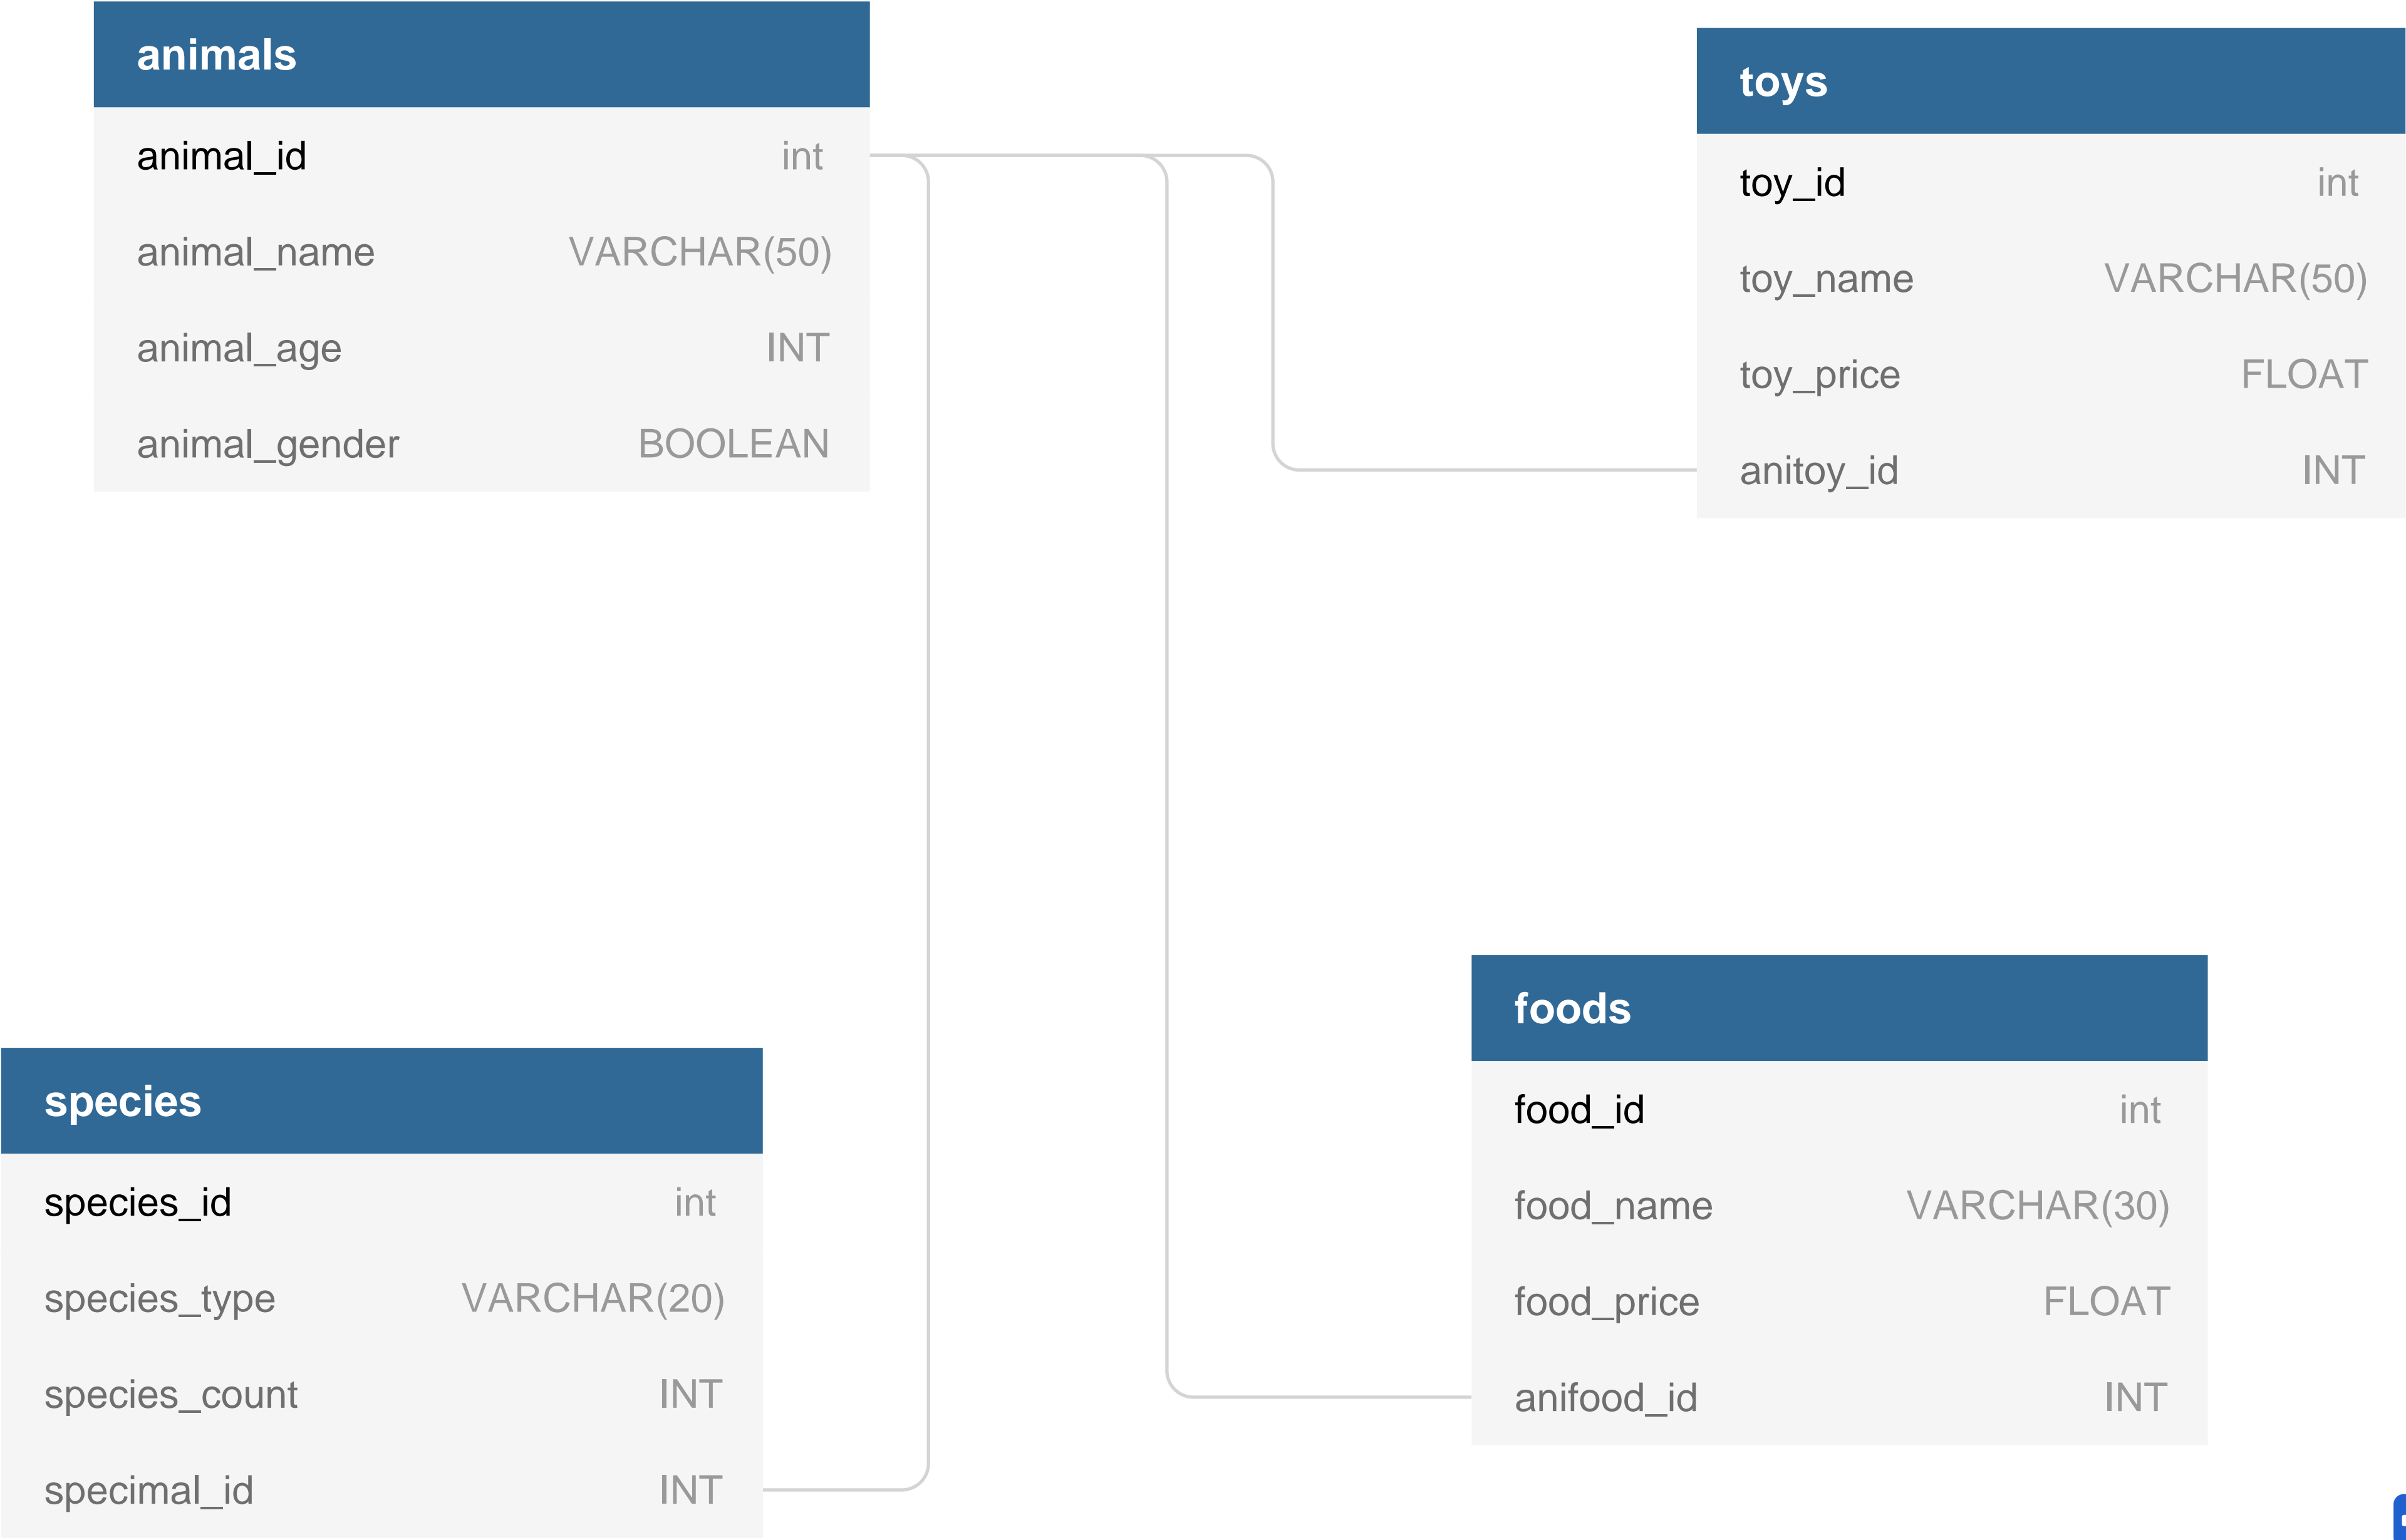 animals
animal_id int
animal_name VARCHAR(50)
animal_age INT
animal_gender BOOLEAN
toys
toy_id int
toy_name VARCHAR(50)
toy_price FLOAT
anitoy_id INT
species
species_id int
species_type VARCHAR(20)
species_count INT
specimal_id INT
foods
food_id int
food_name VARCHAR(30)
food_price FLOAT
anifood_id INT